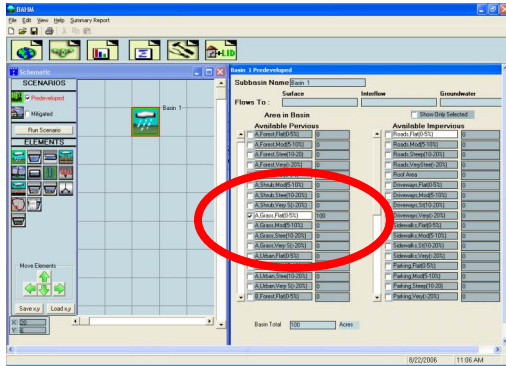 BAHM
File Edit View Help Summary Report
+LID
Schematic
SCENARIOS
Predeveloped
Mitigated
Run Scenario
ELEMENTS
Basin 1
Move Elements
Save x,y Load x,y
X: 20
Y: 6
Basin 1 Predeveloped
Subbasin Name: Basin 1
Surface Interflow Groundwater
Flows To :
Area in Basin Show Only Selected
Available Pervious Available Impervious
A,Forest,Flat(0-5%) 0 Roads,Flat(0-5%) 0
A,Forest,Mod(5-10%) 0 Roads,Mod(5-10%) 0
A,Forest,Stee(10-20) 0 Roads,Steep(10-20%) 0
A,Forest,Very(>20%) 0 Roads,VerySteep(>20%) 0
Roof Area 0
A,Shrub,Mod(5-10%) 0 Driveways,Flat(0-5%) 0
A,Shrub,Stee(10-20%) 0 Driveways,Mod(5-10%) 0
A,Shrub,Very S(>20%) 0 Driveways,St(10-20%) 0
A,Grass,Flat(0-5%) 100 Driveways,Very(>20%) 0
A,Grass,Mod(5-10%) 0 Sidewalks,Flat(0-5%) 0
A,Grass,Stee(10-20%) 0 Sidewalks,Mod(5-10%) 0
A,Grass,Very S(>20%) 0 Sidewalks,St(10-20%) 0
A,Urban,Flat(0-5%) 0 Sidewalks,Very(>20%) 0
0 Parking,Flat(0-5%) 0
A,Urban,Stee(10-20%) 0 Parking,Mod(5-10%) 0
A,Urban,Very S(>20%) 0 Parking,Steep(10-20) 0
B,Forest,Flat(0-5%) 0 Parking,Very(>20%) 0
Basin Total 100 Acres
8/22/2006 11:06 AM